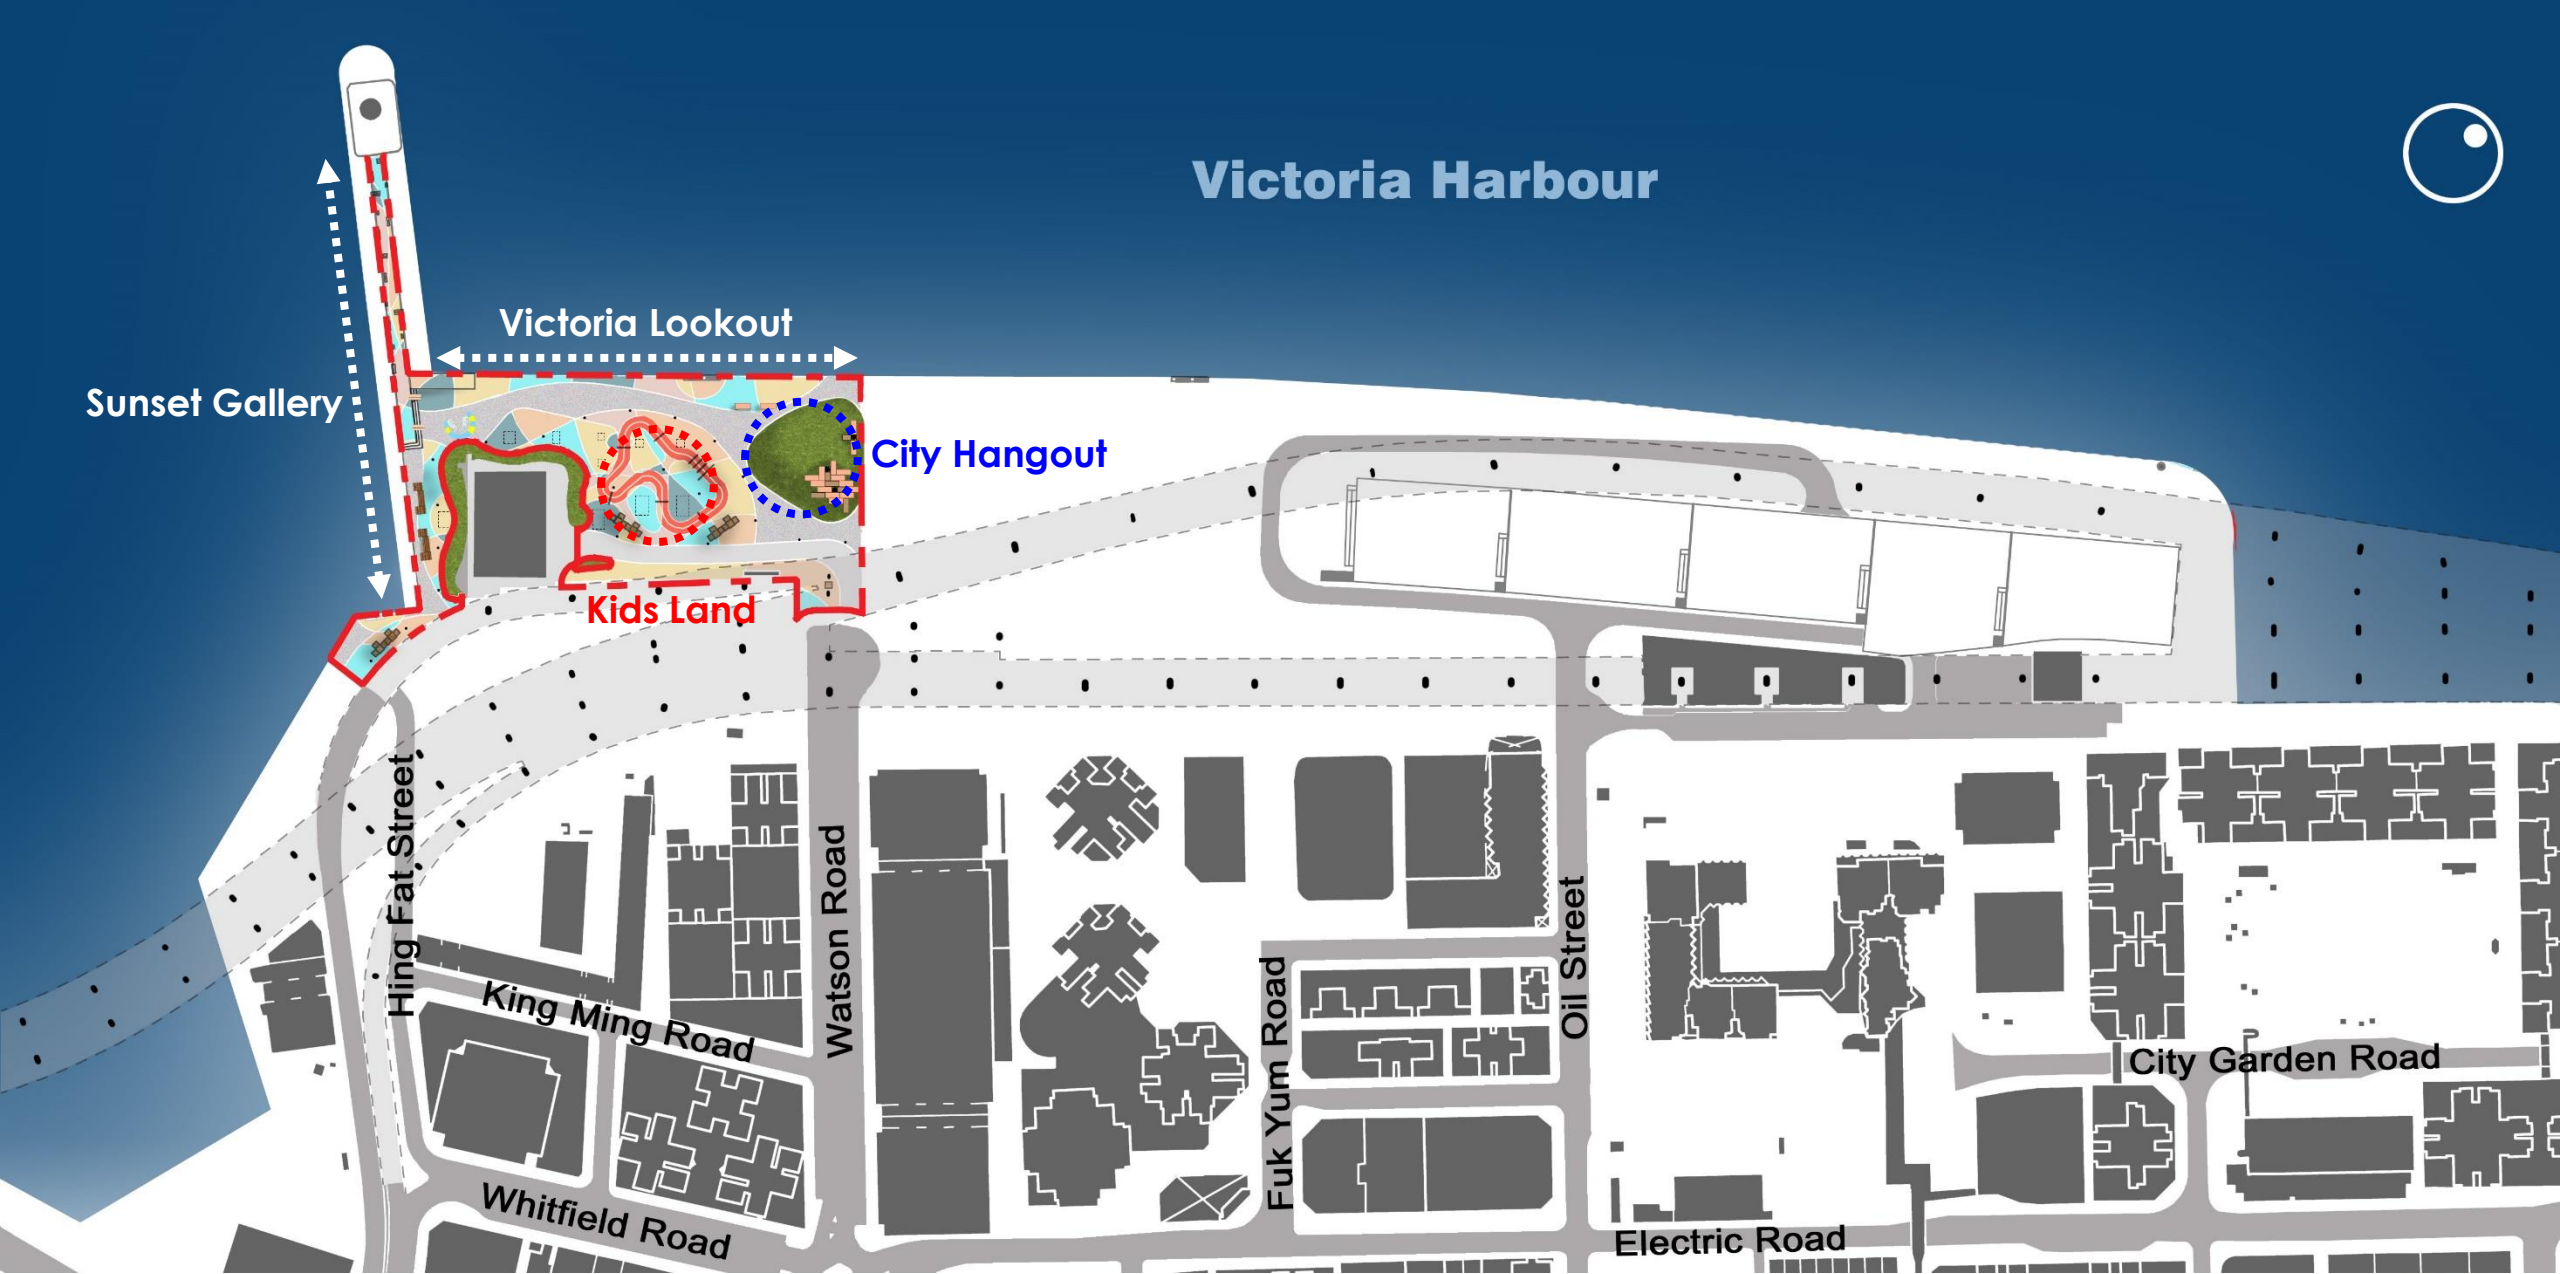 Victoria Harbour
Victoria Lookout
Sunset Gallery
City Hangout
Kids Land
Hing Fat Street
Watson Road
Oil Street
King Ming Road
Fuk Yum Road
City Garden Road
Whitfield Road
Electric Road